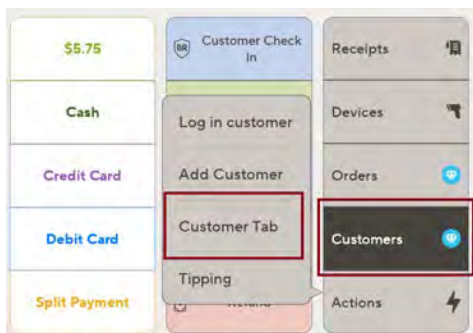 $5.75
Cash
Credit Card
Debit Card
Split Payment
RR
Customer Check
In
Log in customer
Add Customer
Customer Tab
Tipping
Receipts
Devices
Orders
Customers
Actions